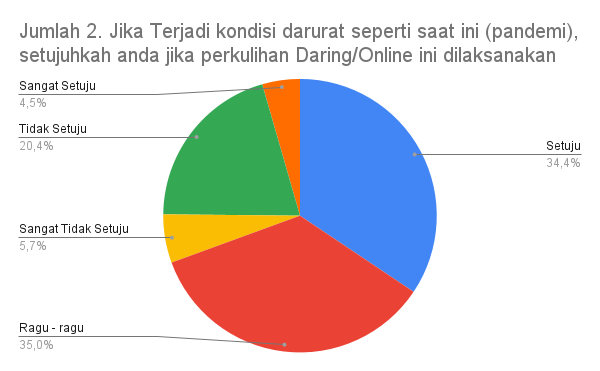 Jumlah 2. Jika Terjadi kondisi darurat seperti saat ini (pandemi),
setujuhkah anda jika perkulihan Daring/Online ini dilaksanakan
Sangat Setuju
4,5%
Tidak Setuju
20,4%
Setuju
34,4%
Sangat Tidak Setuju
5,7%
Ragu - ragu
35,0%